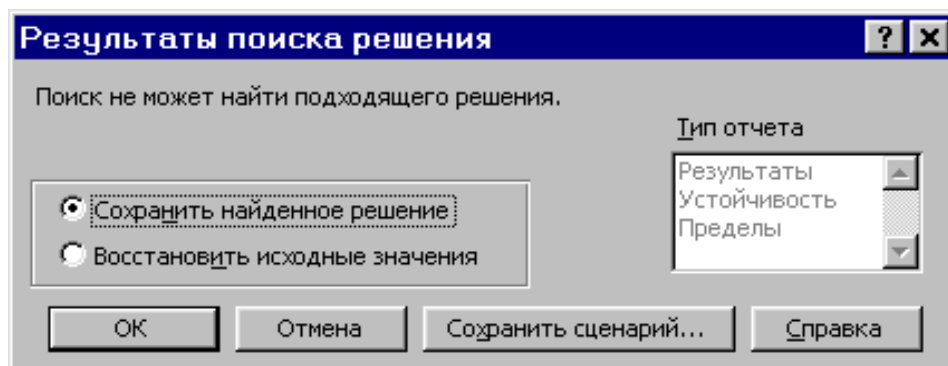 Результаты поиска решения
Поиск не может найти подходящего решения.
Тип отчета
Результаты
Устойчивость
Пределы
Сохранить найденное решение
Восстановить исходные значения
OK
Отмена
Сохранить сценарий...
Справка